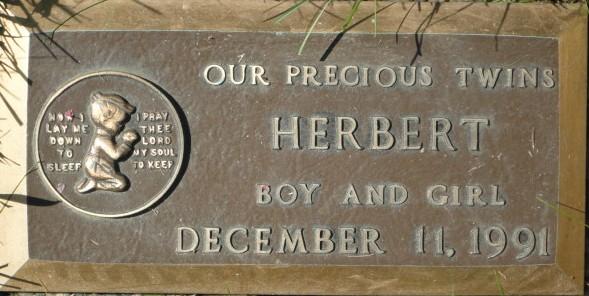 NOW I
LAY ME
DOWN
TO
SLEEP
I PRAY
THEE
LORD
MY SOUL
TO KEEP
OUR PRECIOUS TWINS
HERBERT
BOY AND GIRL
DECEMBER 11, 1991